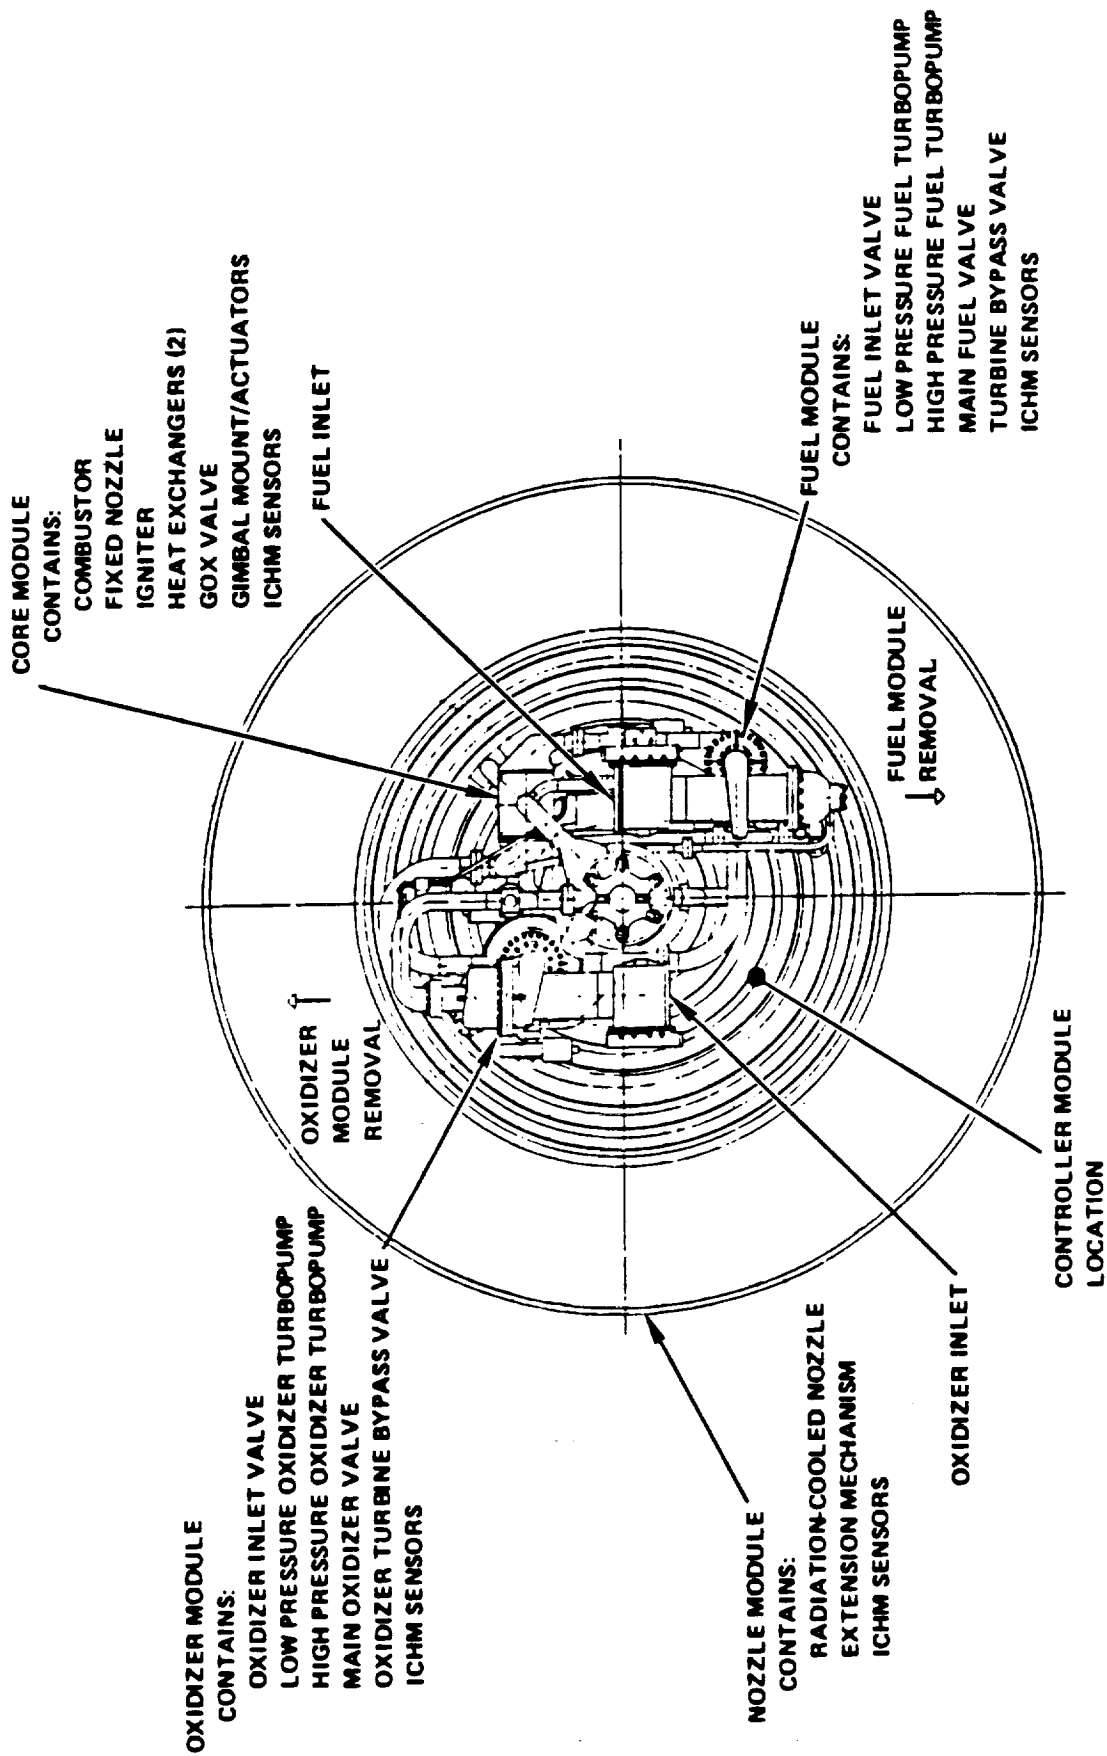 OXIDIZER MODULE
CONTAINS:
OXIDIZER INLET VALVE
LOW PRESSURE OXIDIZER TURBOPUMP
HIGH PRESSURE OXIDIZER TURBOPUMP
MAIN OXIDIZER VALVE
OXIDIZER TURBINE BYPASS VALVE
ICHM SENSORS
OXIDIZER
MODULE
REMOVAL
CORE MODULE
CONTAINS:
COMBUSTOR
FIXED NOZZLE
IGNITER
HEAT EXCHANGERS (2)
GOX VALVE
GIMBAL MOUNT/ACTUATORS
ICHM SENSORS
FUEL INLET
NOZZLE MODULE
CONTAINS:
RADIATION-COOLED NOZZLE
EXTENSION MECHANISM
ICHM SENSORS
OXIDIZER INLET
CONTROLLER MODULE
LOCATION
FUEL MODULE
REMOVAL
FUEL MODULE
CONTAINS:
FUEL INLET VALVE
LOW PRESSURE FUEL TURBOPUMP
HIGH PRESSURE FUEL TURBOPUMP
MAIN FUEL VALVE
TURBINE BYPASS VALVE
ICHM SENSORS